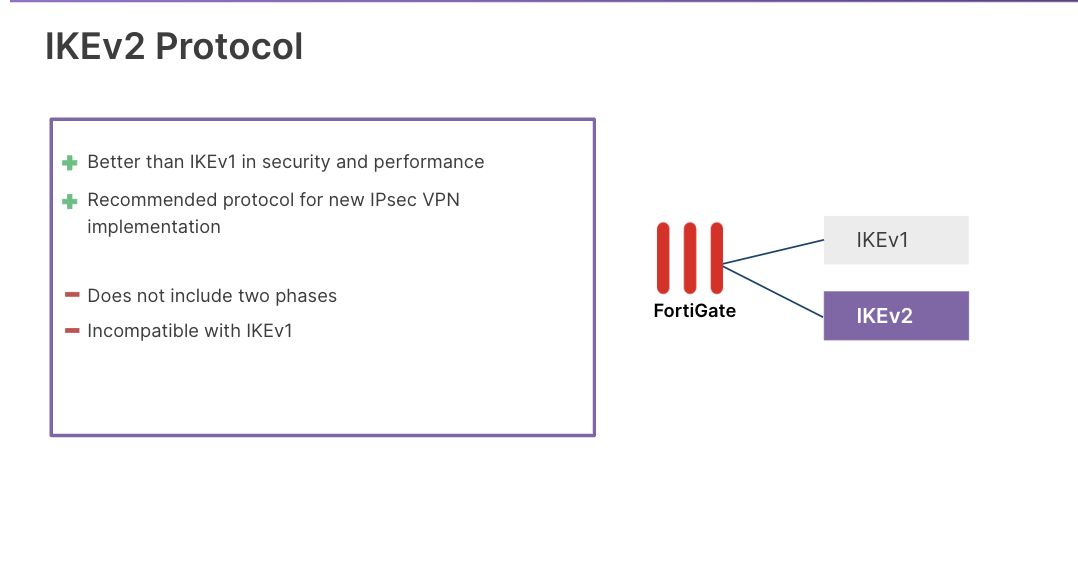 IKEv2 Protocol
Better than IKEv1 in security and performance
Recommended protocol for new IPsec VPN
implementation
Does not include two phases
Incompatible with IKEv1
FortiGate
IKEv1
IKEv2